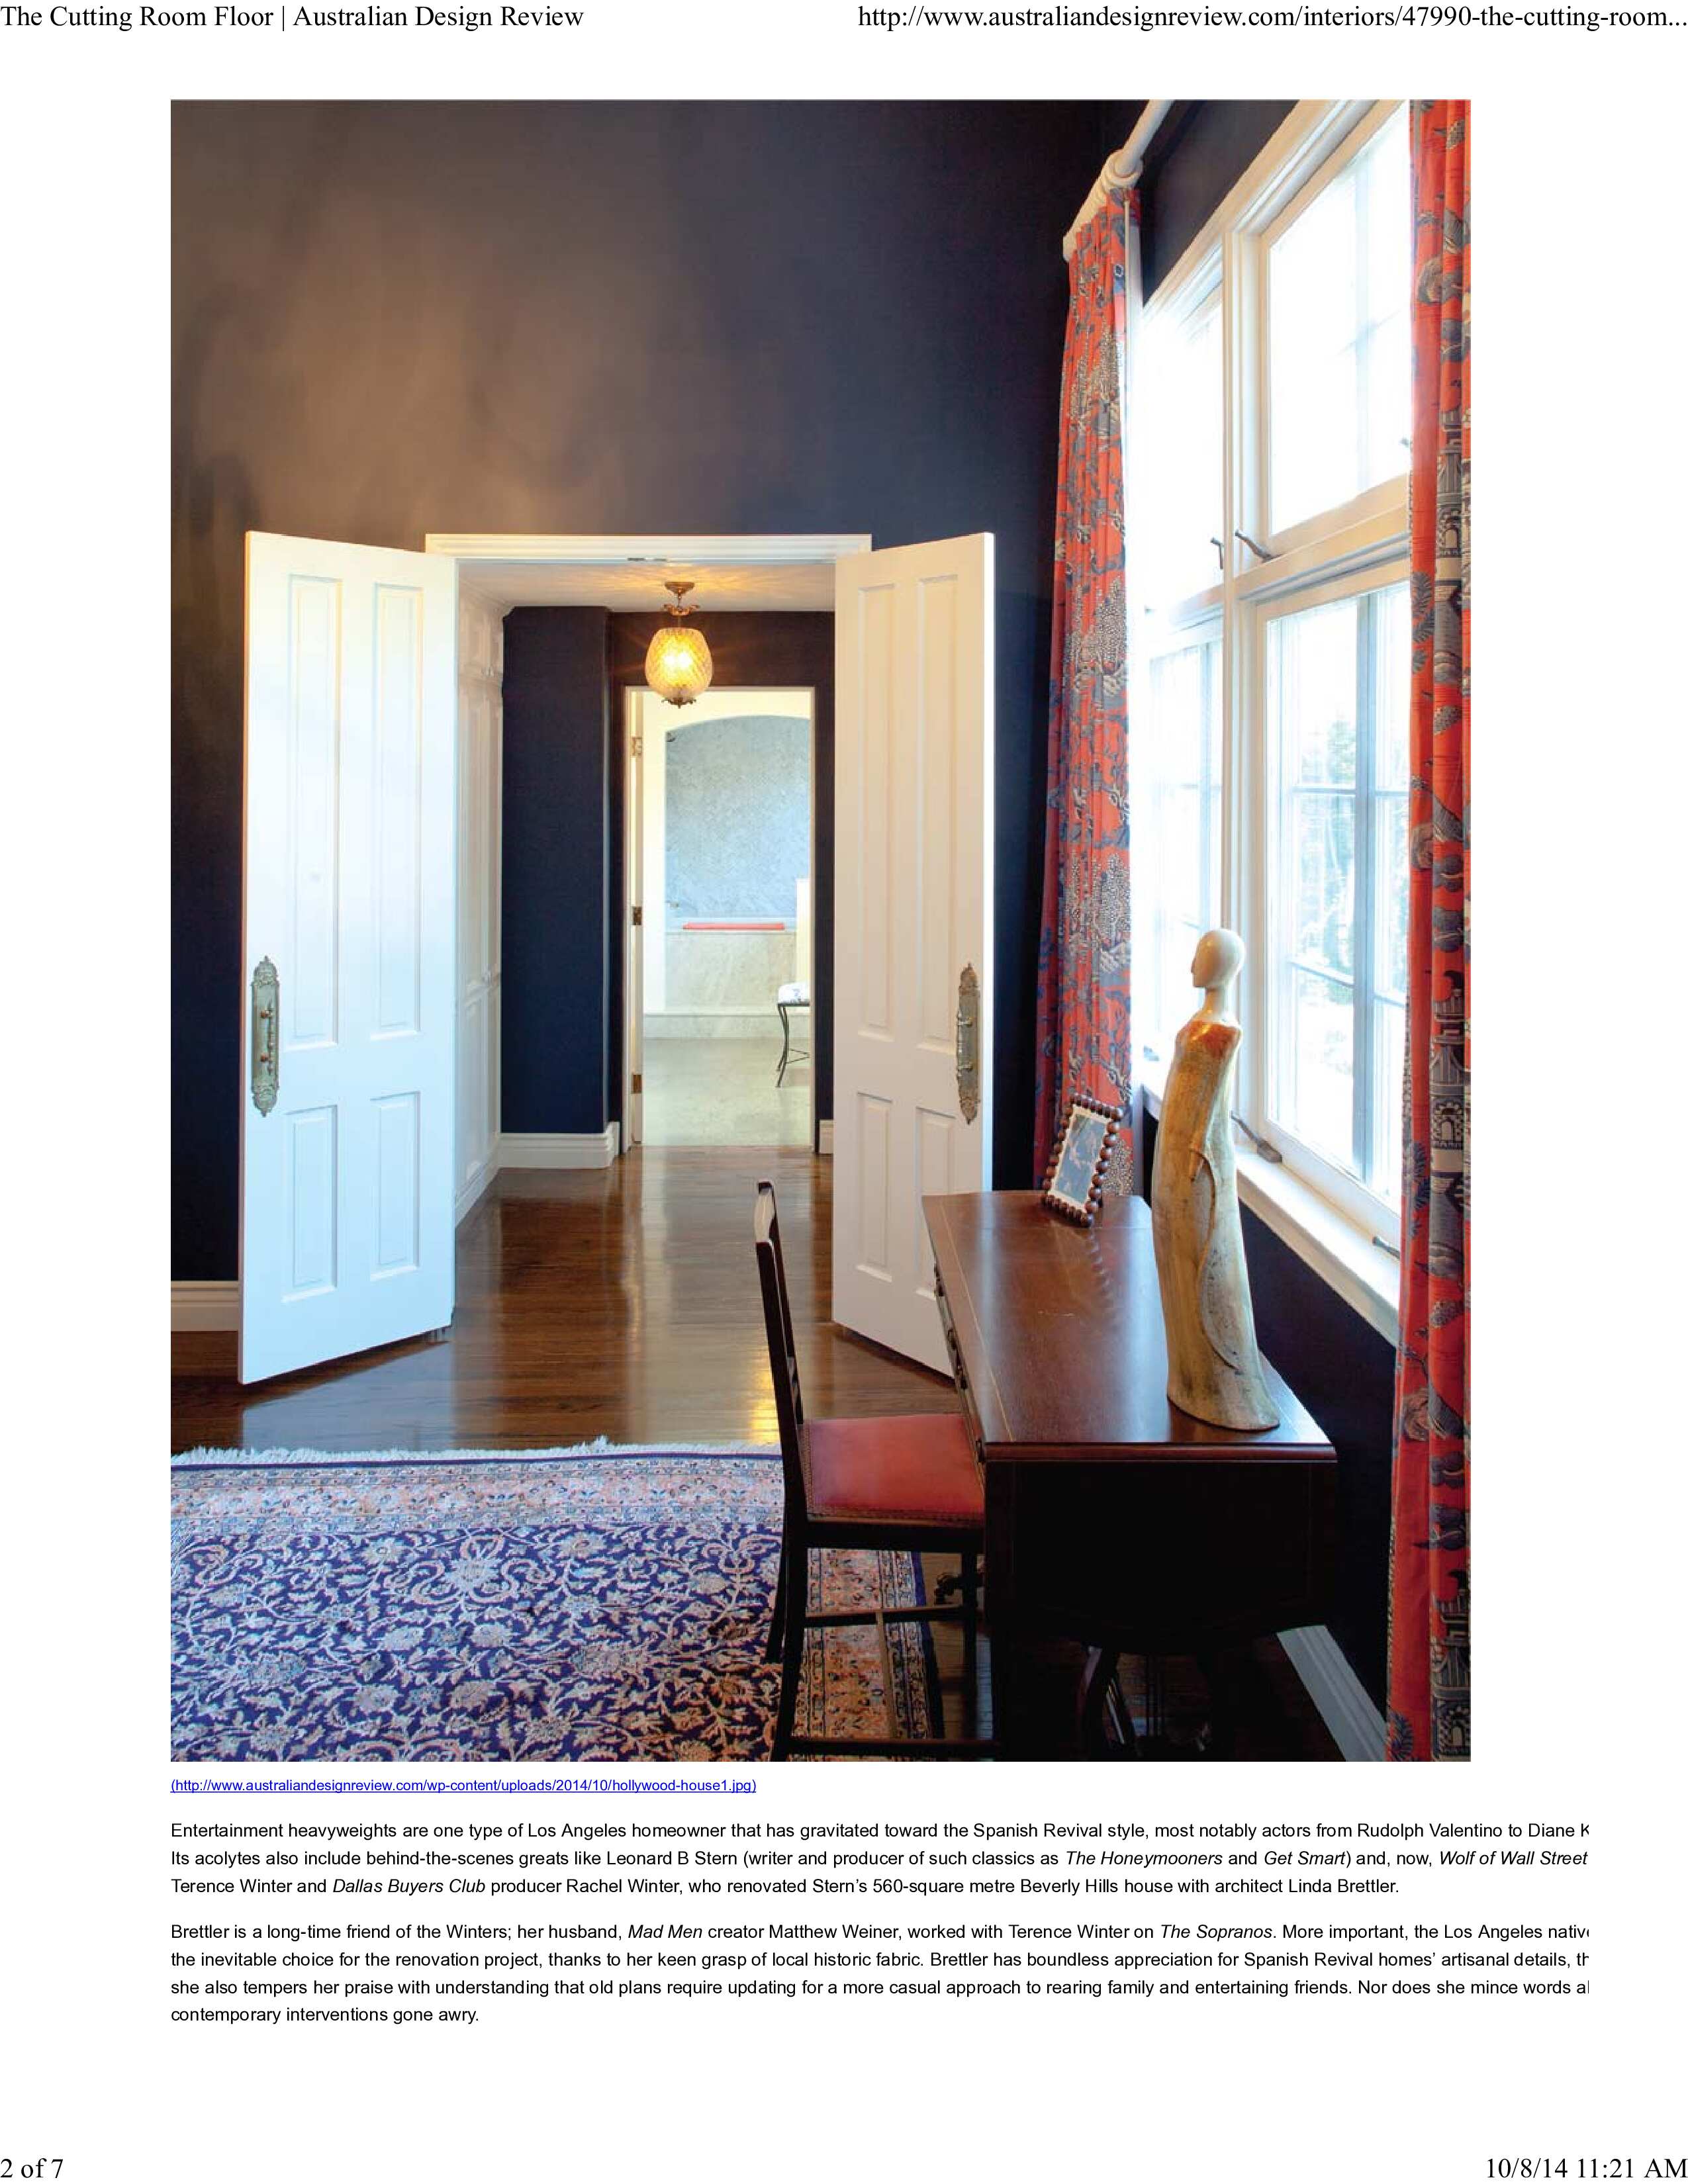 The Cutting Room Floor | Australian Design Review
http://www.australiandesignreview.com/interiors/47990-the-cutting-room...
(http://www.australiandesignreview.com/wp-content/uploads/2014/10/hollywood-house1.jpg)
Entertainment heavyweights are one type of Los Angeles homeowner that has gravitated toward the Spanish Revival style, most notably actors from Rudolph Valentino to Diane
Its acolytes also include behind-the-scenes greats like Leonard B Stern (writer and producer of such classics as The Honeymooners and Get Smart) and, now, Wolf of Wall Street
Terence Winter and Dallas Buyers Club producer Rachel Winter, who renovated Stern's 560-square metre Beverly Hills house with architect Linda Brettler.
Brettler is a long-time friend of the Winters; her husband, Mad Men creator Matthew Weiner, worked with Terence Winter on The Sopranos. More important, the Los Angeles
the inevitable choice for the renovation project, thanks to her keen grasp of local historic fabric. Brettler has boundless appreciation for Spanish Revival homes' artisanal details,
she also tempers her praise with understanding that old plans require updating for a more casual approach to rearing family and entertaining friends. Nor does she mince words
contemporary interventions gone awry.
2 of 7
10/8/14 11:21 AM